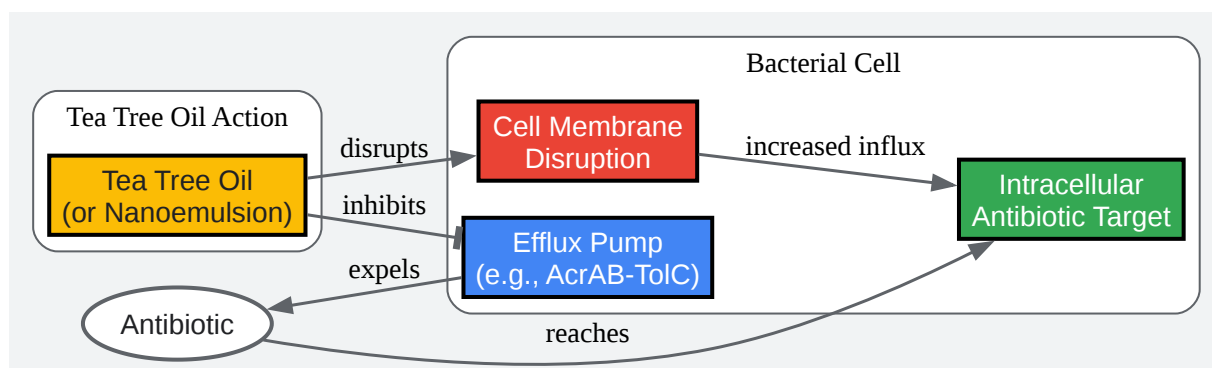 Bacterial Cell
Tea Tree Oil Action
Tea Tree Oil
(or Nanoemulsion)
disrupts
Cell Membrane
Disruption
increased influx
Intracellular
Antibiotic Target
inhibits
Efflux Pump
(e.g., AcrAB-TolC)
expels
Antibiotic
reaches